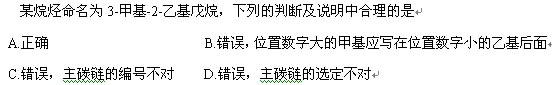 某烷烃命名为 3-甲基-2-乙基戊烷，下列的判断及说明中合理的是
A.正确 B.错误，位置数字大的甲基应写在位置数字小的乙基后面
C.错误，主碳链的编号不对 D.错误，主碳链的选定不对